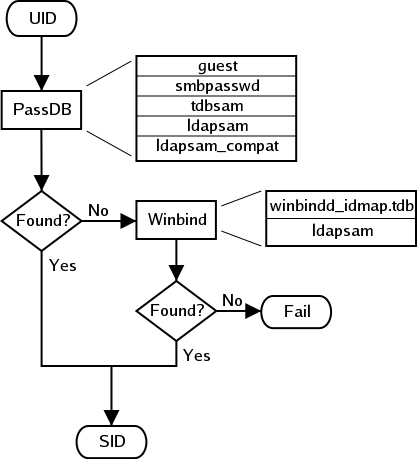 UID
PassDB
guest
smbpasswd
tdbsam
ldapsam
ldapsam_compat
Found?
No
Winbind
winbindd_idmap.tdb
ldapsam
Yes
Found?
No
Fail
Yes
SID